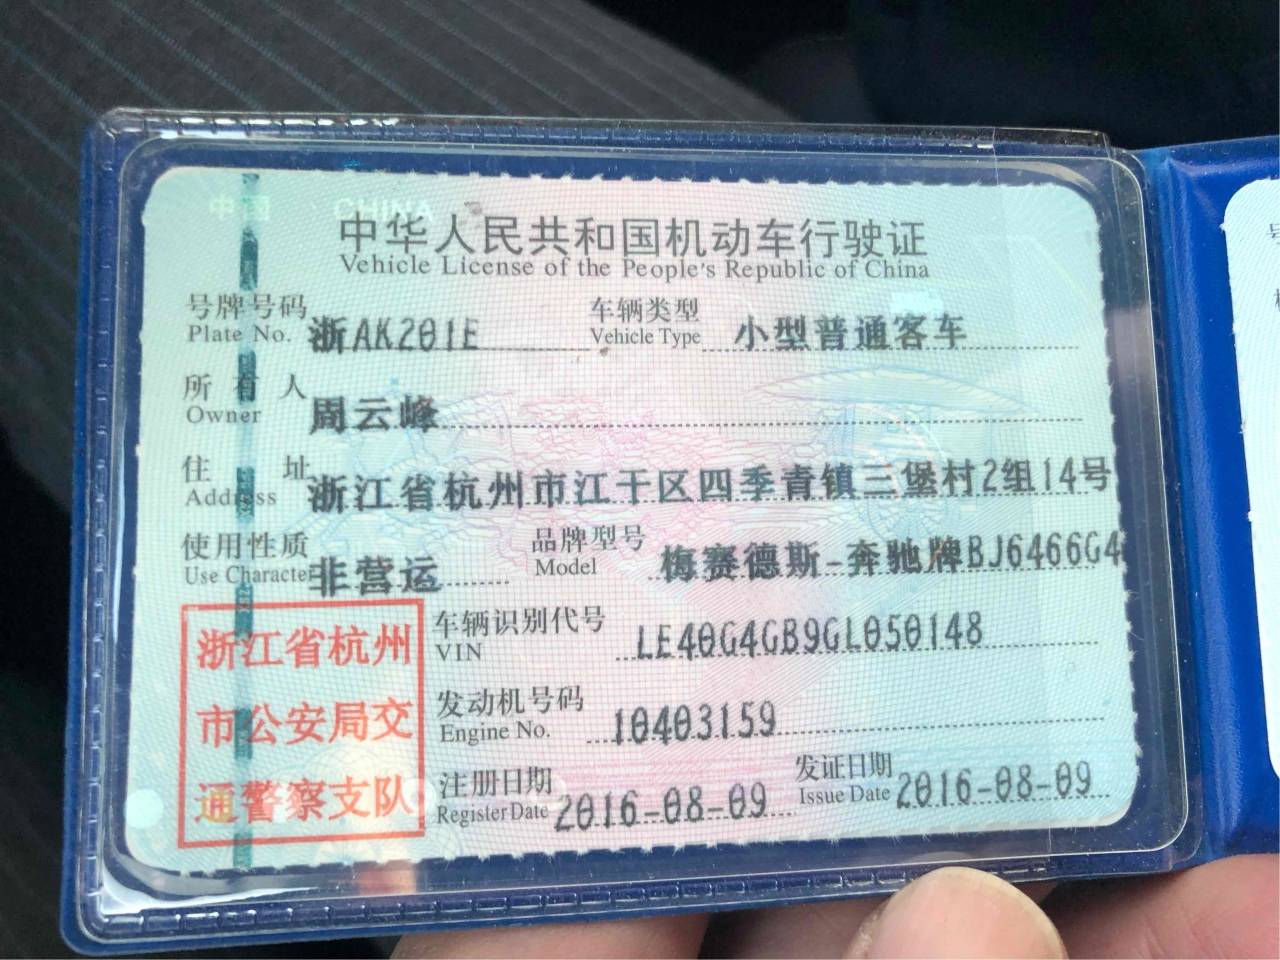 中国 CHINA
中华人民共和国机动车行驶证
Vehicle License of the People's Republic of China
号牌号码 Plate No. 浙AK201E 车辆类型 Vehicle Type 小型普通客车
所有人 Owner 周云峰
住址 Address 浙江省杭州市江干区四季青镇三堡村2组14号
使用性质 Use Character 非营运 品牌型号 Model 梅赛德斯-奔驰牌BJ6466G4
浙江省杭州
市公安局交
通警察支队
车辆识别代号 VIN LE40G4GB9GL050148
发动机号码 Engine No. 10403159
注册日期 Register Date 2016-08-09 发证日期 Issue Date 2016-08-09